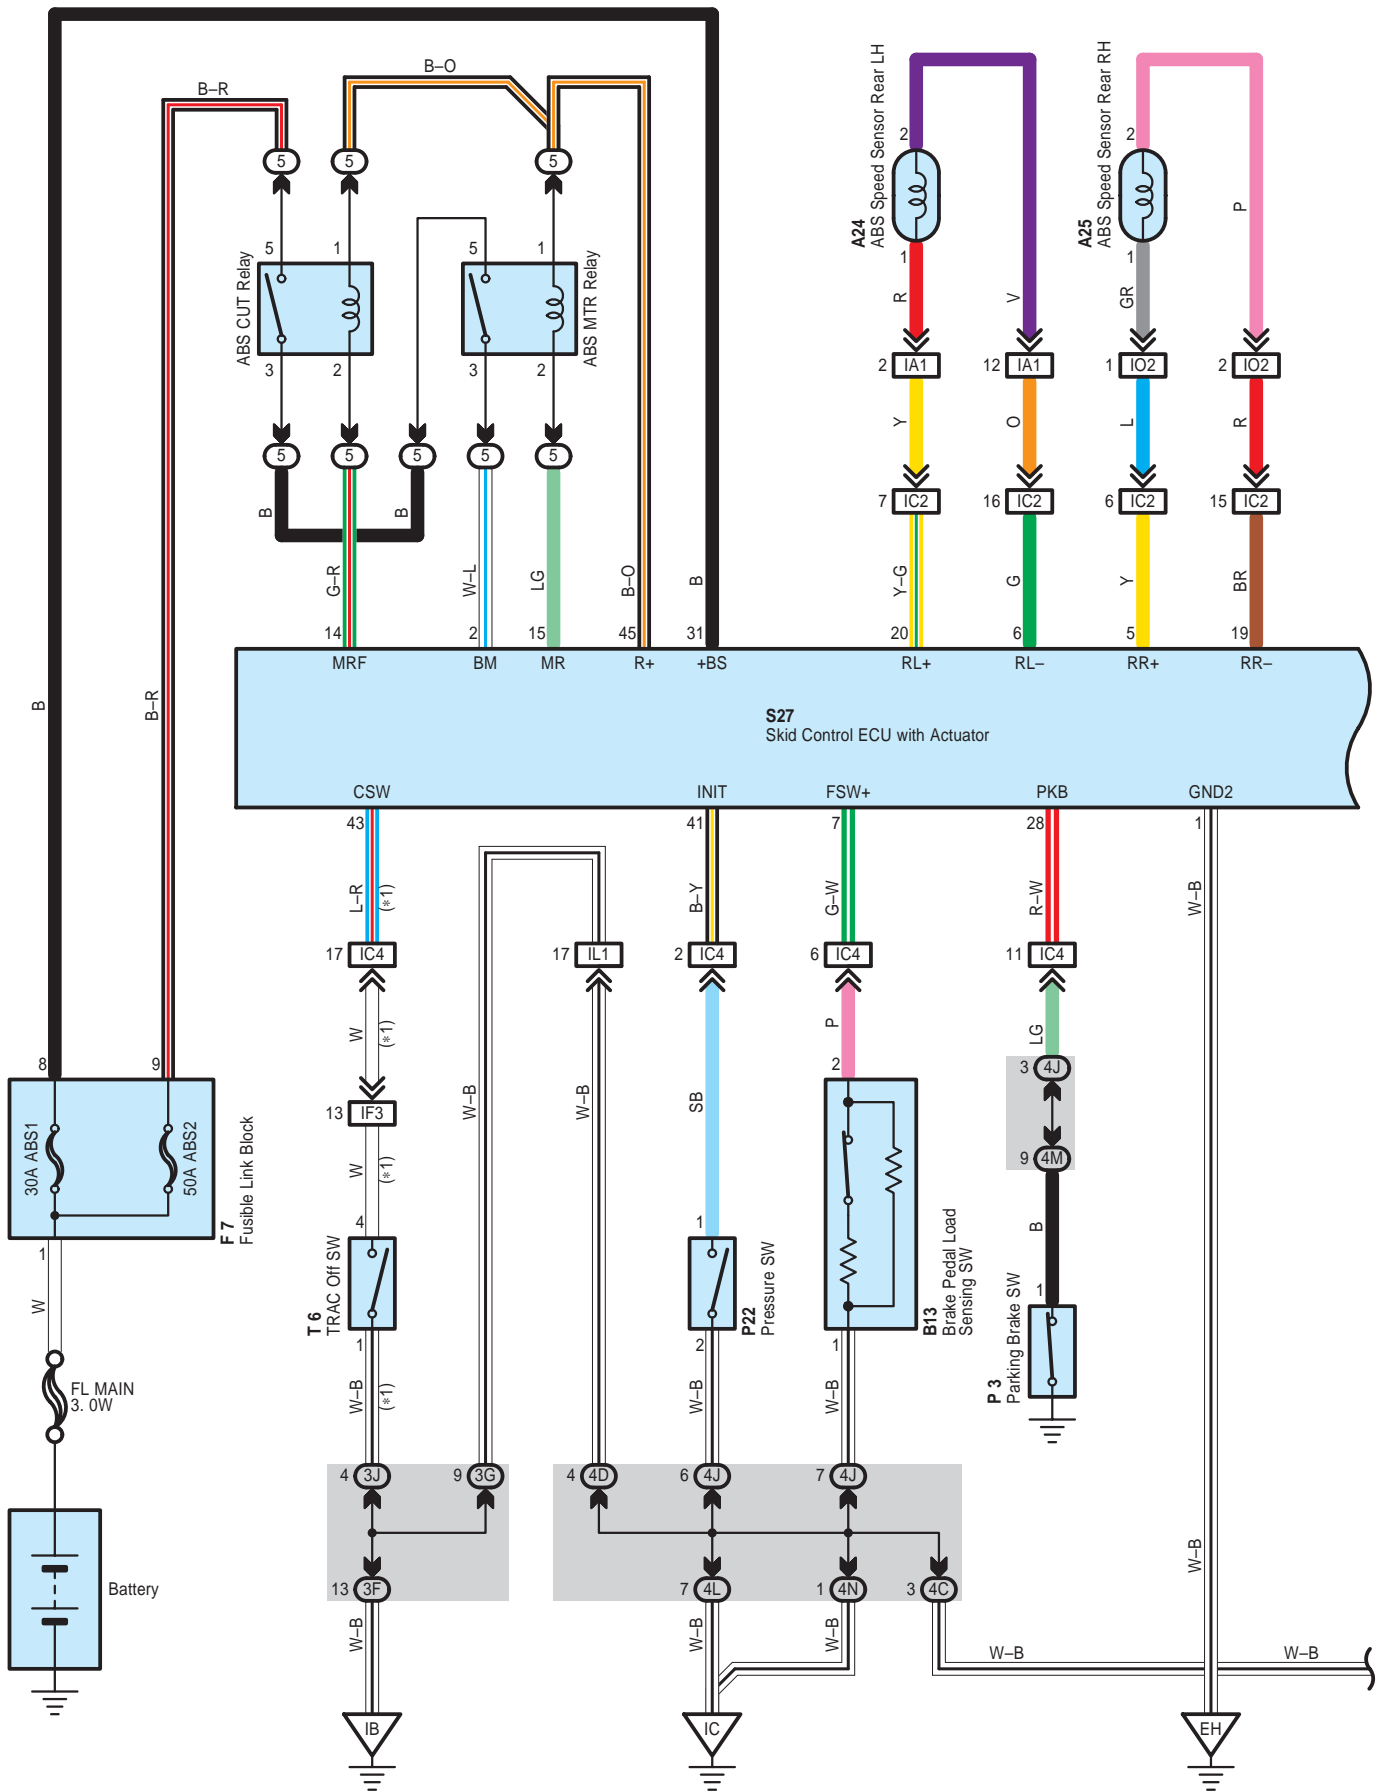 B–O
B–R
5
5
5
5
1
5
1
ABS CUT Relay
ABS MTR Relay
3
2
3
2
5
5
5
5
5
B
B
G–R
W–L
LG
B–O
B
14
2
15
45
31
MRF
BM
MR
R+
+BS
2
A24
ABS Speed Sensor Rear LH
1
R
V
2
IA1
12
IA1
Y
O
7
IC2
16
IC2
Y–G
G
20
6
RL+
RL–
2
A25
ABS Speed Sensor Rear RH
1
P
GR
1
IO2
2
IO2
L
R
6
IC2
15
IC2
Y
BR
5
19
RR+
RR–
B
B–R
S27
Skid Control ECU with Actuator
CSW
INIT
FSW+
PKB
GND2
43
41
7
28
1
L–R
(*1)
B–Y
G–W
R–W
W–B
17
IC4
17
IL1
2
IC4
6
IC4
11
IC4
W
(*1)
P
LG
8
9
2
3
4J
W–B
W–B
SB
13
IF3
30A ABS1
50A ABS2
F 7
Fusible Link Block
W
(*1)
9
4M
4
1
B
1
W
T 6
TRAC Off SW
P22
Pressure SW
B13
Brake Pedal Load
Sensing SW
1
P 3
Parking Brake SW
1
2
1
FL MAIN
3. 0W
W–B
(*1)
W–B
W–B
4
3J
9
3G
4
4D
6
4J
7
4J
Battery
13
3F
7
4L
1
4N
3
4C
W–B
W–B
W–B
W–B
W–B
W–B
IB
IC
EH